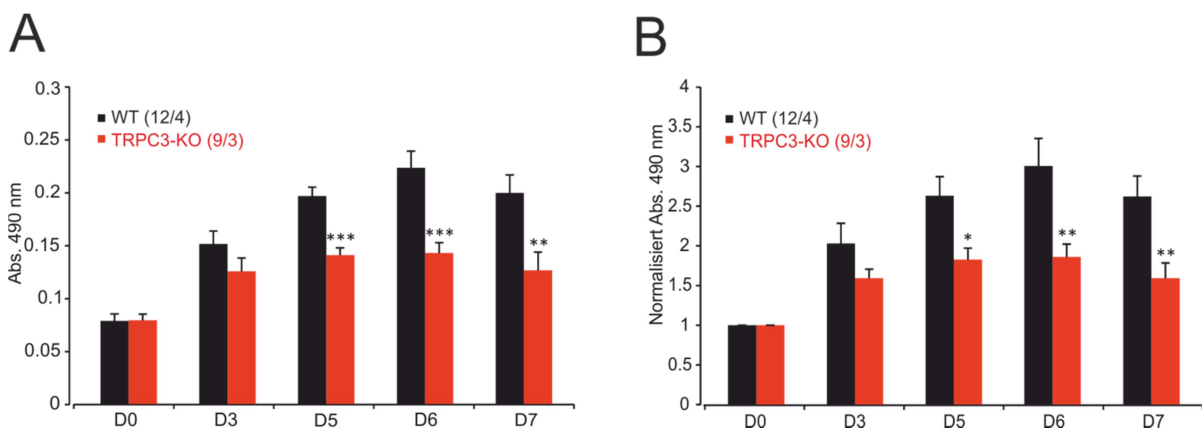 A
Abs. 490 nm
0.3
0.25
0.2
0.15
0.1
0.05
0
WT (12/4)
TRPC3-KO (9/3)
***
***
**
D0 D3 D5 D6 D7
B
Normalisiert Abs. 490 nm
4
3.5
3
2.5
2
1.5
1
0.5
0
WT (12/4)
TRPC3-KO (9/3)
*
**
**
D0 D3 D5 D6 D7